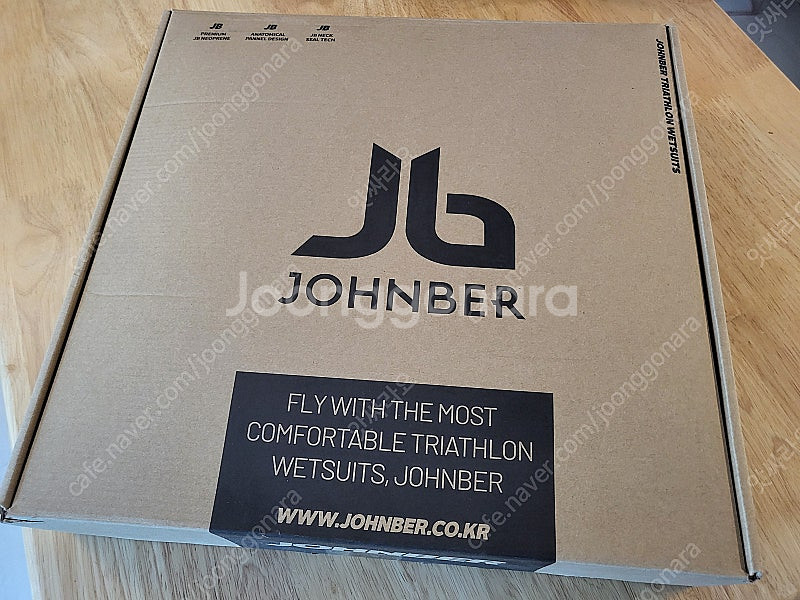 JB
PREMIUM
JB NEOPRENE
JB
ANATOMICAL
PANNEL DESIGN
JB
JB NECK
SEAL TECH
JOHNBER TRIATHLON WETSUITS
Jb
JOHNBER
Joonggonara
FLY WITH THE MOST
COMFORTABLE TRIATHLON
WETSUITS, JOHNBER
WWW.JOHNBER.CO.KR
JOHNBER
cafe.naver.com/joonggonara